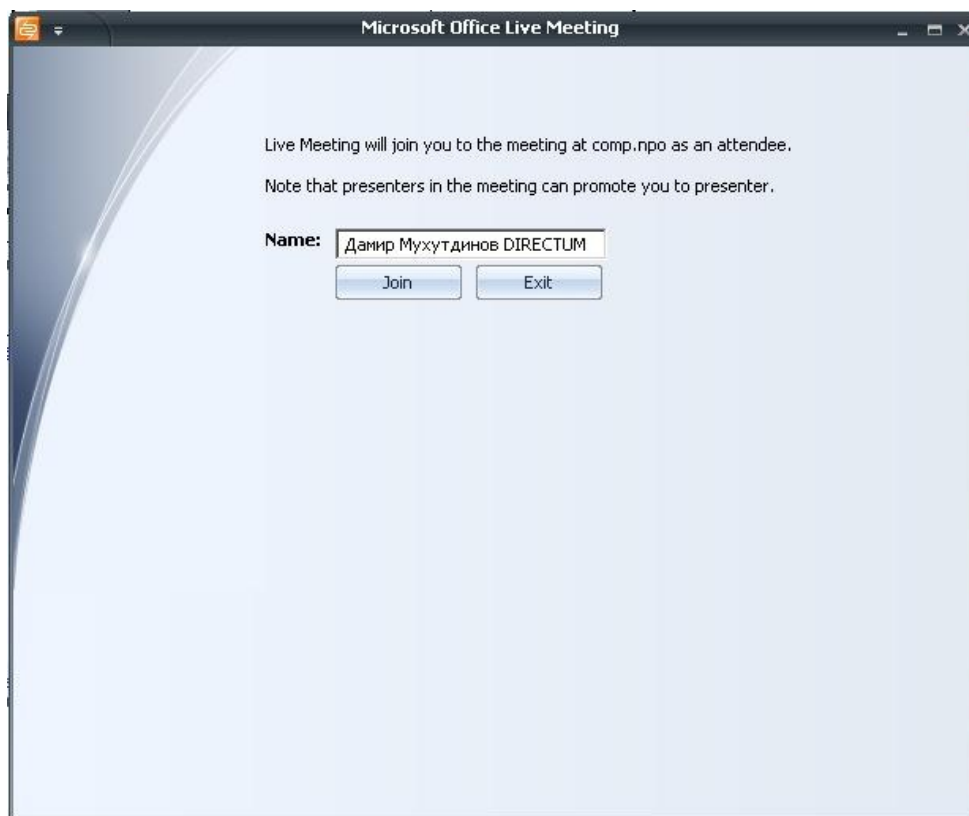 Microsoft Office Live Meeting
Live Meeting will join you to the meeting at comp.npo as an attendee.
Note that presenters in the meeting can promote you to presenter.
Name: Дамир Мухутдинов DIRECTUM
Join Exit